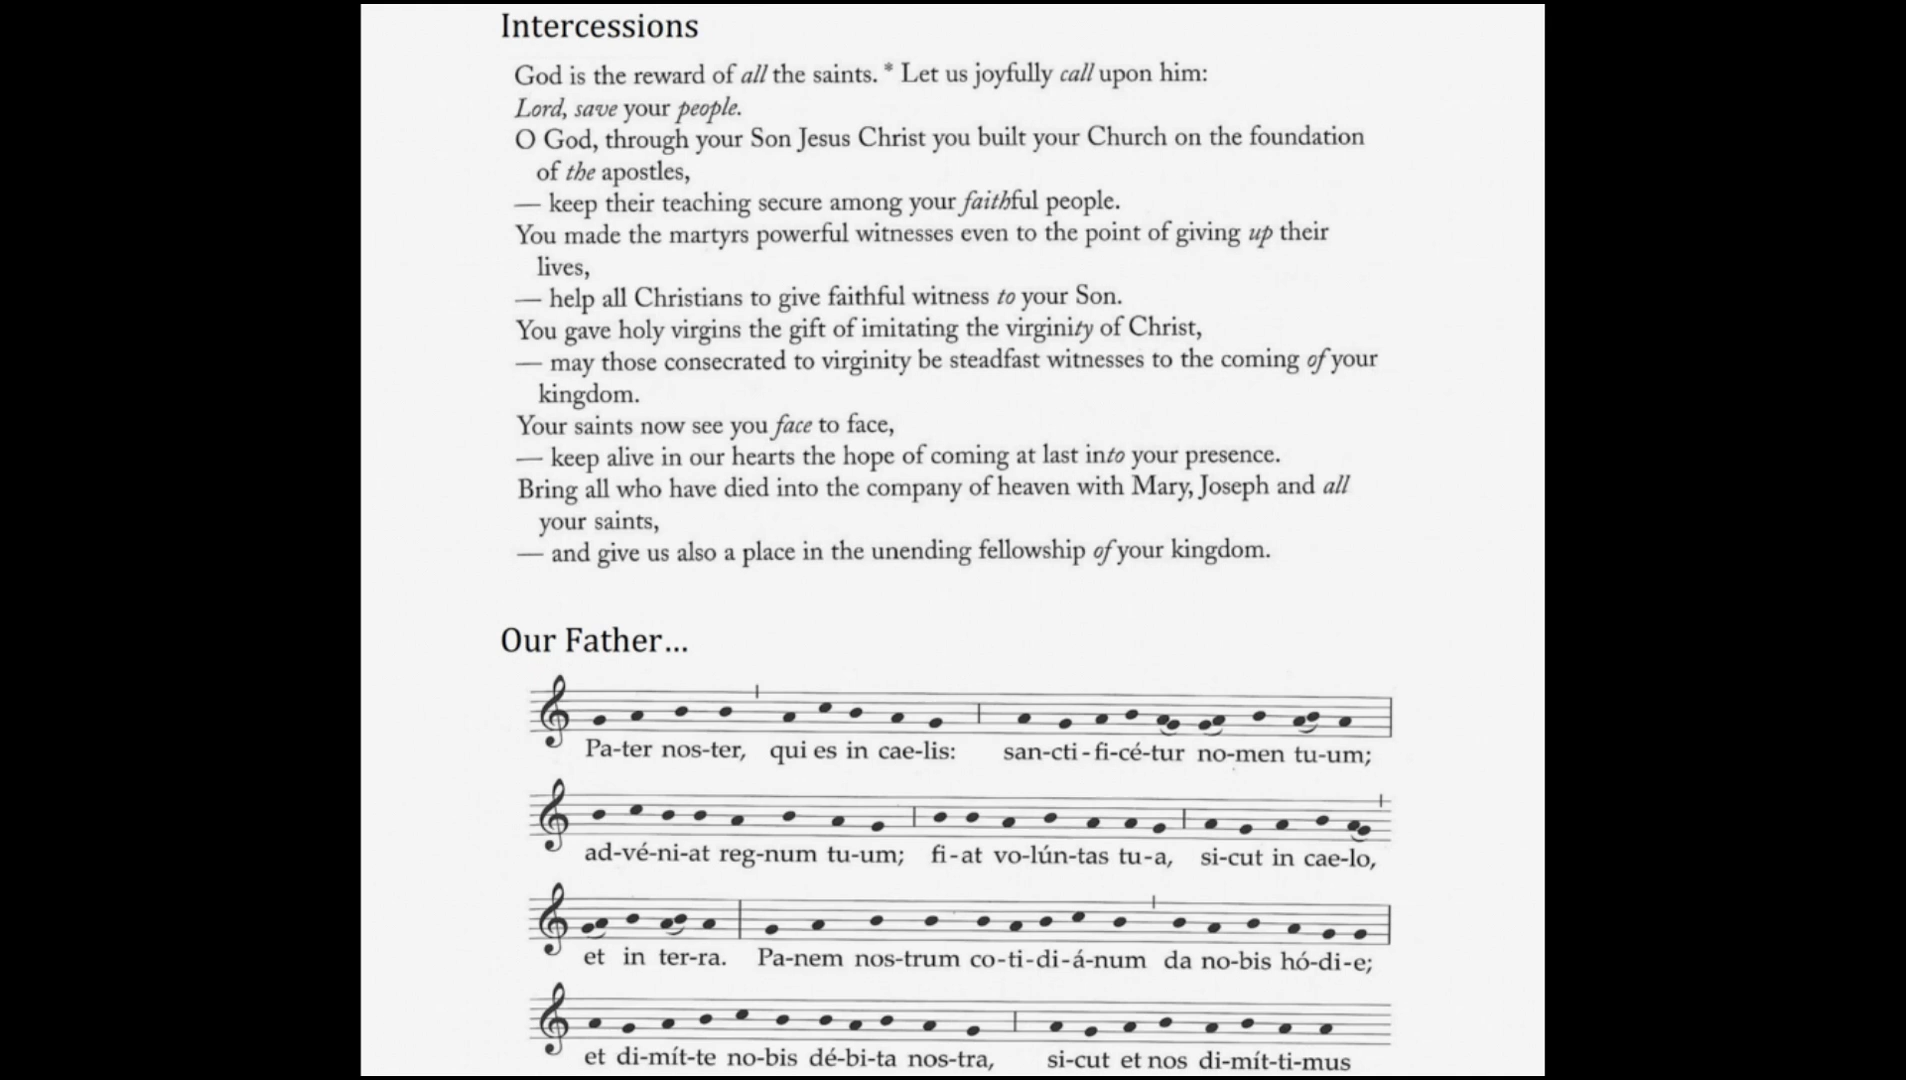 Intercessions
God is the reward of all the saints. * Let us joyfully call upon him:
Lord, save your people.
O God, through your Son Jesus Christ you built your Church on the foundation
of the apostles,
— keep their teaching secure among your faithful people.
You made the martyrs powerful witnesses even to the point of giving up their
lives,
— help all Christians to give faithful witness to your Son.
You gave holy virgins the gift of imitating the virginity of Christ,
— may those consecrated to virginity be steadfast witnesses to the coming of your
kingdom.
Your saints now see you face to face,
— keep alive in our hearts the hope of coming at last into your presence.
Bring all who have died into the company of heaven with Mary, Joseph and all
your saints,
— and give us also a place in the unending fellowship of your kingdom.
Our Father...
Pa-ter nos-ter, qui es in cae-lis: san-cti-fi-cé-tur no-men tu-um;
ad-vé-ni-at reg-num tu-um; fi-at vo-lún-tas tu-a, si-cut in cae-lo,
et in ter-ra. Pa-nem nos-trum co-ti-di-á-num da no-bis hó-di-e;
et di-mít-te no-bis dé-bi-ta nos-tra, si-cut et nos di-mít-ti-mus